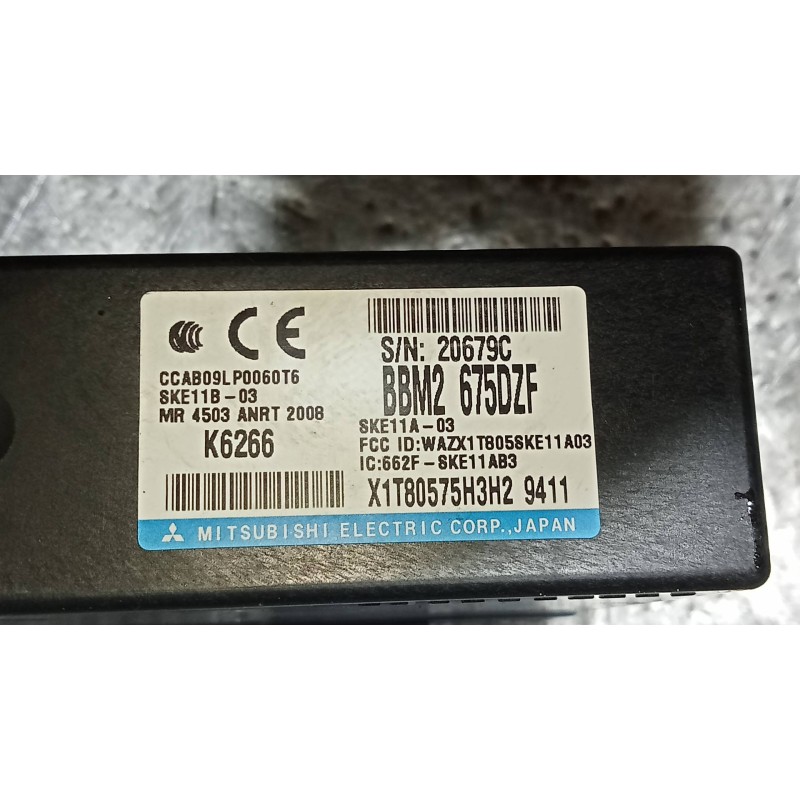 CE
CCAB09LP0060T6
SKE11B-03
MR 4503 ANRT 2008
K6266
S/N: 20679C
BBM2 675DZF
SKE11A-03
FCC ID:WAZX1T805SKE11A03
IC:662F-SKE11AB3
X1T80575H3H2 9411
MITSUBISHI ELECTRIC CORP.,JAPAN